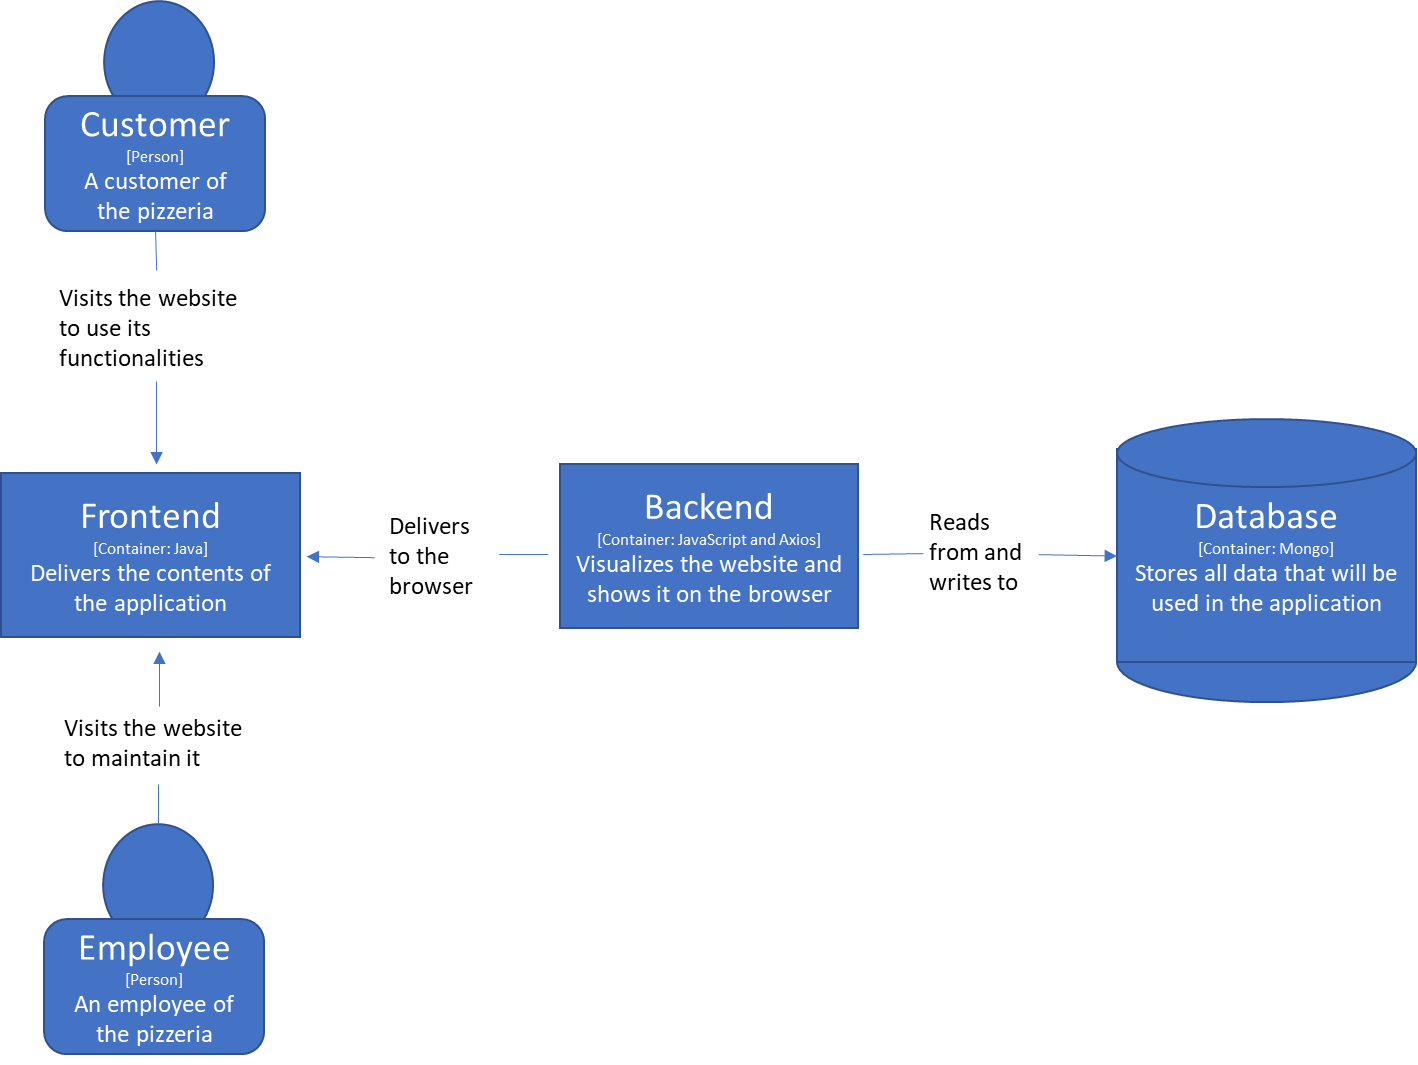 Customer
[Person]
A customer of
the pizzeria
Visits the website
to use its
functionalities
Frontend
[Container: Java]
Delivers the contents of
the application
Delivers
to the
browser
Backend
[Container: JavaScript and Axios]
Visualizes the website and
shows it on the browser
Reads
from and
writes to
Database
[Container: Mongo]
Stores all data that will be
used in the application
Visits the website
to maintain it
Employee
[Person]
An employee of
the pizzeria